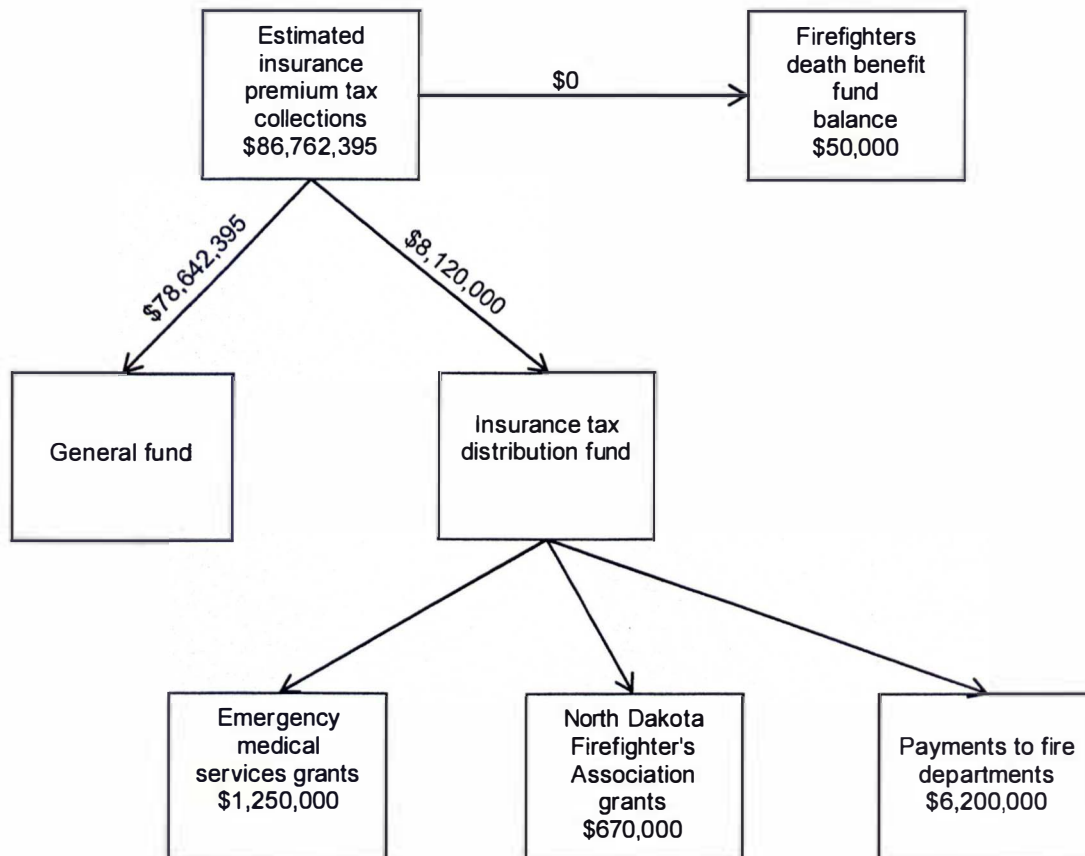 Estimated
insurance
premium tax
collections
$86,762,395
$0
Firefighters
death benefit
fund
balance
$50,000
$78,642,395
$8,120,000
General fund
Insurance tax
distribution fund
Emergency
medical
services grants
$1,250,000
North Dakota
Firefighter's
Association
grants
$670,000
Payments to fire
departments
$6,200,000